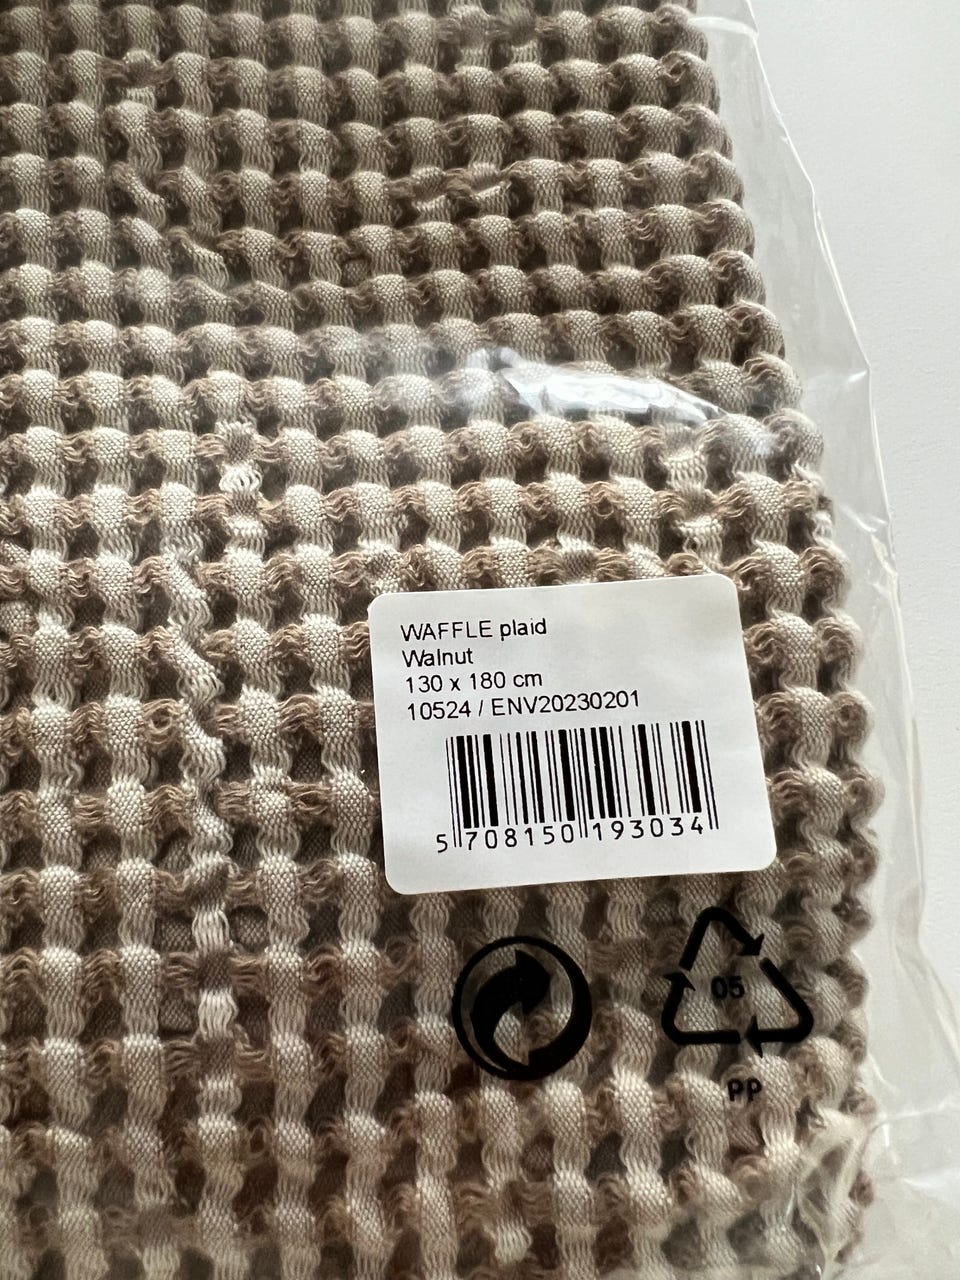 WAFFLE plaid
Walnut
130 x 180 cm
10524 / ENV20230201
5 708150 193034
05
PP